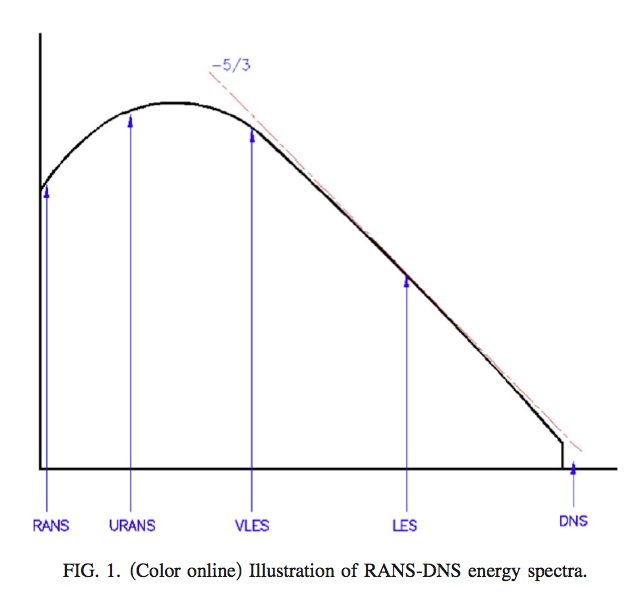 -5/3
RANS URANS VLES LES DNS
FIG. 1. (Color online) Illustration of RANS-DNS energy spectra.